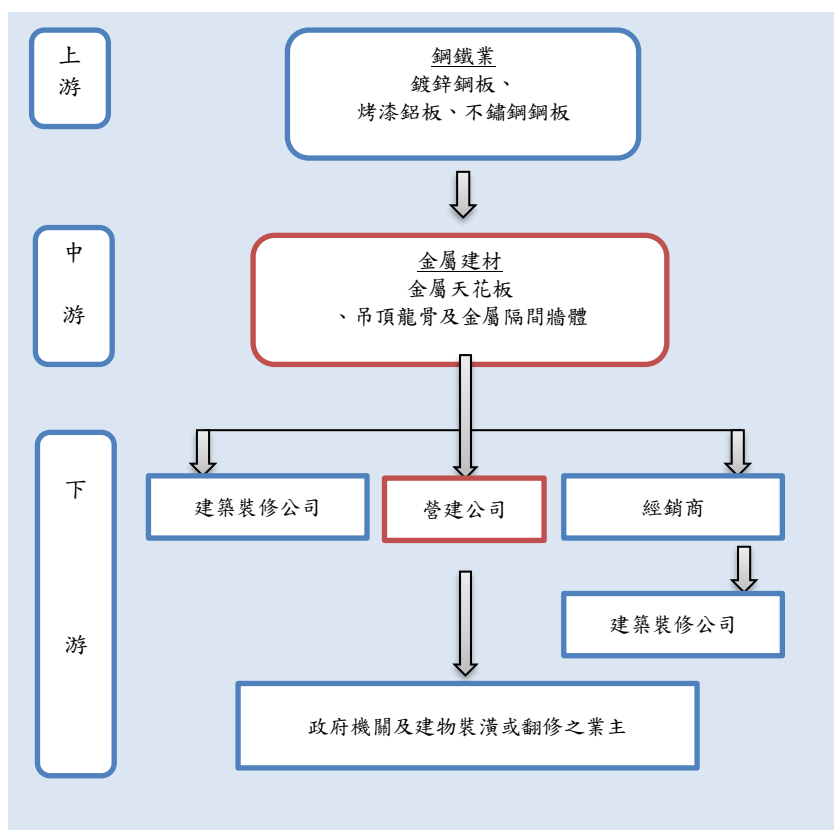 上
游
鋼鐵業
鍍鋅鋼板、
烤漆鋁板、不鏽鋼鋼板
中
游
金屬建材
金屬天花板
、吊頂龍骨及金屬隔間牆體
下
游
建築裝修公司
營建公司
經銷商
建築裝修公司
政府機關及建物裝潢或翻修之業主